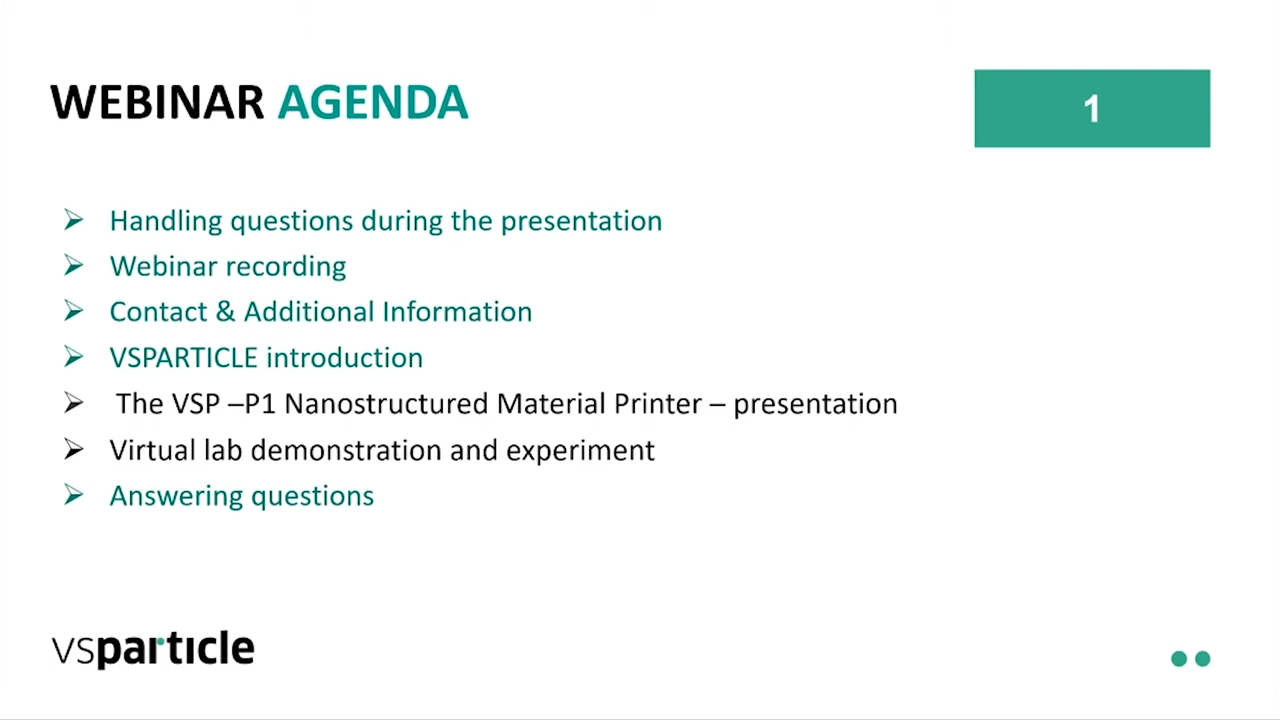 WEBINAR AGENDA
1
➢ Handling questions during the presentation
➢ Webinar recording
➢ Contact & Additional Information
➢ VSPARTICLE introduction
➢ The VSP –P1 Nanostructured Material Printer – presentation
➢ Virtual lab demonstration and experiment
➢ Answering questions
vsparticle